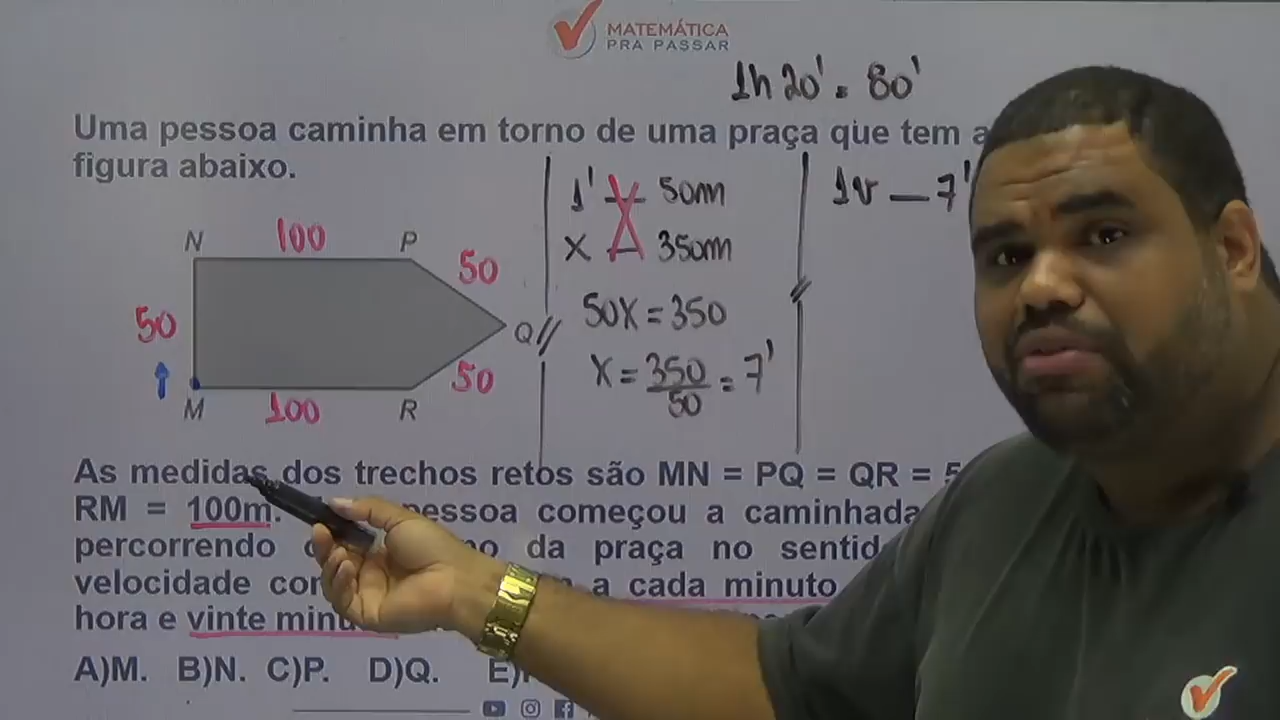 MATEMÁTICA
PRA PASSAR
1h 20' = 80'
Uma pessoa caminha em torno de uma praça que tem a
figura abaixo.
N 100 P
50
50
Q
50
M 100 R
1' 50m
x 350m
50x = 350
x = 350/50 = 7'
1v — 7'
As medidas dos trechos retos são MN = PQ = QR = 5
RM = 100m. pessoa começou a caminhada
percorrendo da praça no sentid
velocidade con a cada minuto
hora e vinte minu
A)M. B)N. C)P. D)Q. E)